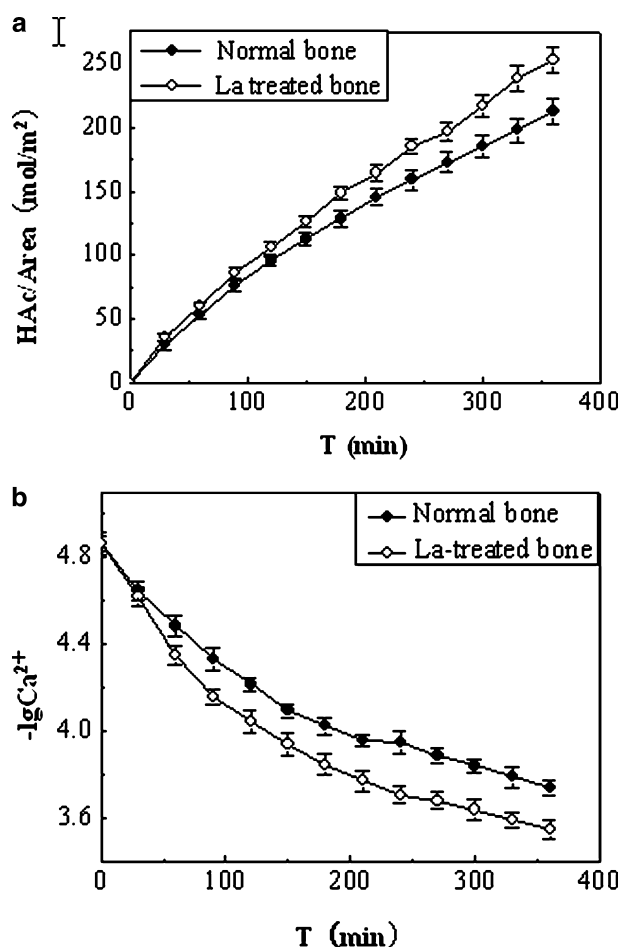 a
Normal bone
La treated bone
HAc/Area (mol/m²)
250
200
150
100
50
0
0 100 200 300 400
T (min)
b
Normal bone
La-treated bone
-lgCa²⁺
4.8
4.4
4.0
3.6
0 100 200 300 400
T (min)